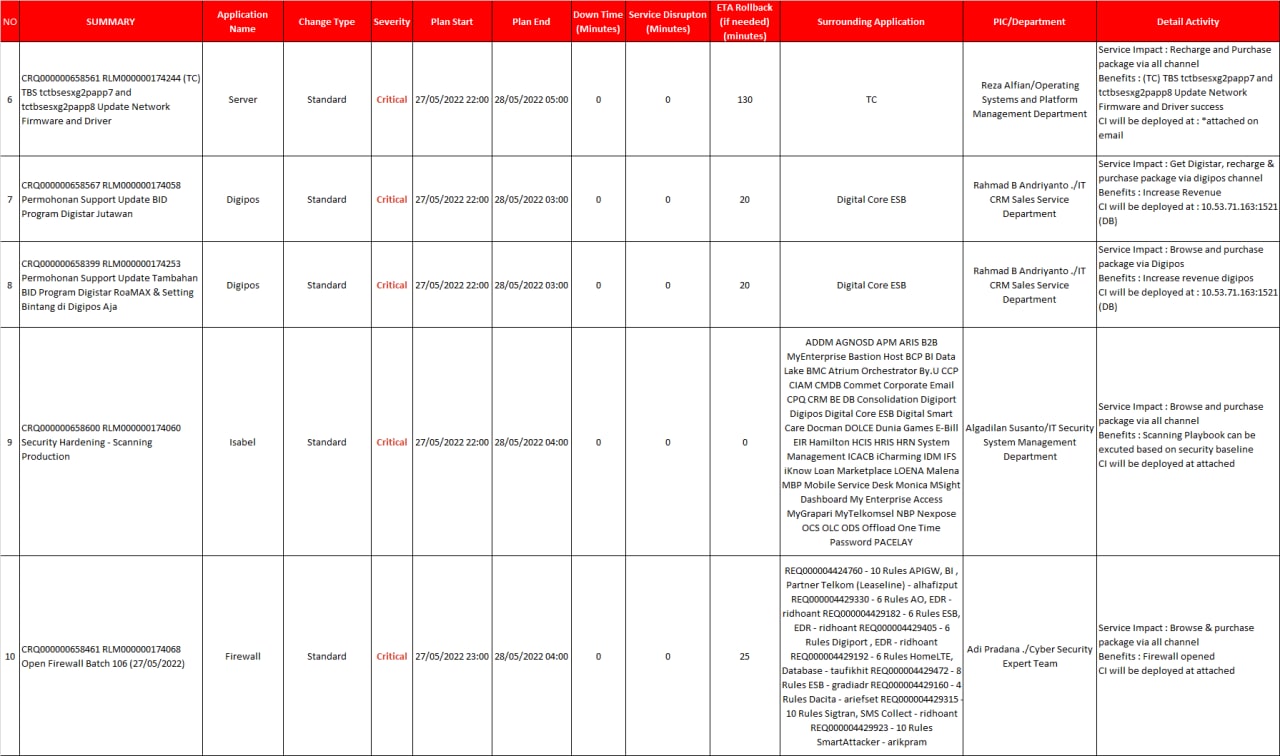 NO
SUMMARY
Application
Name
Change Type
Severity
Plan Start
Plan End
Down Time
(Minutes)
Service Disrupton
(Minutes)
ETA Rollback
(if needed)
(minutes)
Surrounding Application
PIC/Department
Detail Activity
6
CRQ000000658561 RLM000000174244 (TC)
TBS tctbsesxg2papp7 and
tctbsesxg2papp8 Update Network
Firmware and Driver
Server
Standard
Critical
27/05/2022 22:00
28/05/2022 05:00
0
0
130
TC
Reza Alfian/Operating
Systems and Platform
Management Department
Service Impact : Recharge and Purchase
package via all channel
Benefits : (TC) TBS tctbsesxg2papp7 and
tctbsesxg2papp8 Update Network
Firmware and Driver success
CI will be deployed at : *attached on
email
7
CRQ000000658567 RLM000000174058
Permohonan Support Update BID
Program Digistar Jutawan
Digipos
Standard
Critical
27/05/2022 22:00
28/05/2022 03:00
0
0
20
Digital Core ESB
Rahmad B Andriyanto ./IT
CRM Sales Service
Department
Service Impact : Get Digistar, recharge &
purchase package via digipos channel
Benefits : Increase Revenue
CI will be deployed at : 10.53.71.163:1521
(DB)
8
CRQ000000658399 RLM000000174253
Permohonan Support Update Tambahan
BID Program Digistar RoaMAX & Setting
Bintang di Digipos Aja
Digipos
Standard
Critical
27/05/2022 22:00
28/05/2022 03:00
0
0
20
Digital Core ESB
Rahmad B Andriyanto ./IT
CRM Sales Service
Department
Service Impact : Browse and purchase
package via Digipos
Benefits : Increase revenue digipos
CI will be deployed at : 10.53.71.163:1521
(DB)
9
CRQ000000658600 RLM000000174060
Security Hardening - Scanning
Production
Isabel
Standard
Critical
27/05/2022 22:00
28/05/2022 04:00
0
0
0
ADDM AGNOSD APM ARIS B2B
MyEnterprise Bastion Host BCP BI Data
Lake BMC Atrium Orchestrator By.U CCP
CIAM CMDB Commet Corporate Email
CPQ CRM BE DB Consolidation Digiport
Digipos Digital Core ESB Digital Smart
Care Docman DOLCE Dunia Games E-Bill
EIR Hamilton HCIS HRIS HRN System
Management ICACB iCharming IDM IFS
iKnow Loan Marketplace LOENA Malena
MBP Mobile Service Desk Monica MSight
Dashboard My Enterprise Access
MyGrapari MyTelkomsel NBP Nexpose
OCS OLC ODS Offload One Time
Password PACELAY
Algadilan Susanto/IT Security
System Management
Department
Service Impact : Browse and purchase
package via all channel
Benefits : Scanning Playbook can be
excuted based on security baseline
CI will be deployed at attached
10
CRQ000000658461 RLM000000174068
Open Firewall Batch 106 (27/05/2022)
Firewall
Standard
Critical
27/05/2022 23:00
28/05/2022 04:00
0
0
25
REQ000004424760 - 10 Rules APIGW, BI ,
Partner Telkom (Leaseline) - alhafizput
REQ000004429330 - 6 Rules AO, EDR -
ridhoant REQ000004429182 - 6 Rules ESB,
EDR - ridhoant REQ000004429405 - 6
Rules Digiport , EDR - ridhoant
REQ000004429192 - 6 Rules HomeLTE,
Database - taufikhit REQ000004429472 - 8
Rules ESB - gradiadr REQ000004429160 - 4
Rules Dacita - ariefset REQ000004429315 -
10 Rules Sigtran, SMS Collect - ridhoant
REQ000004429923 - 10 Rules
SmartAttacker - arikpram
Adi Pradana ./Cyber Security
Expert Team
Service Impact : Browse & purchase
package via all channel
Benefits : Firewall opened
CI will be deployed at attached